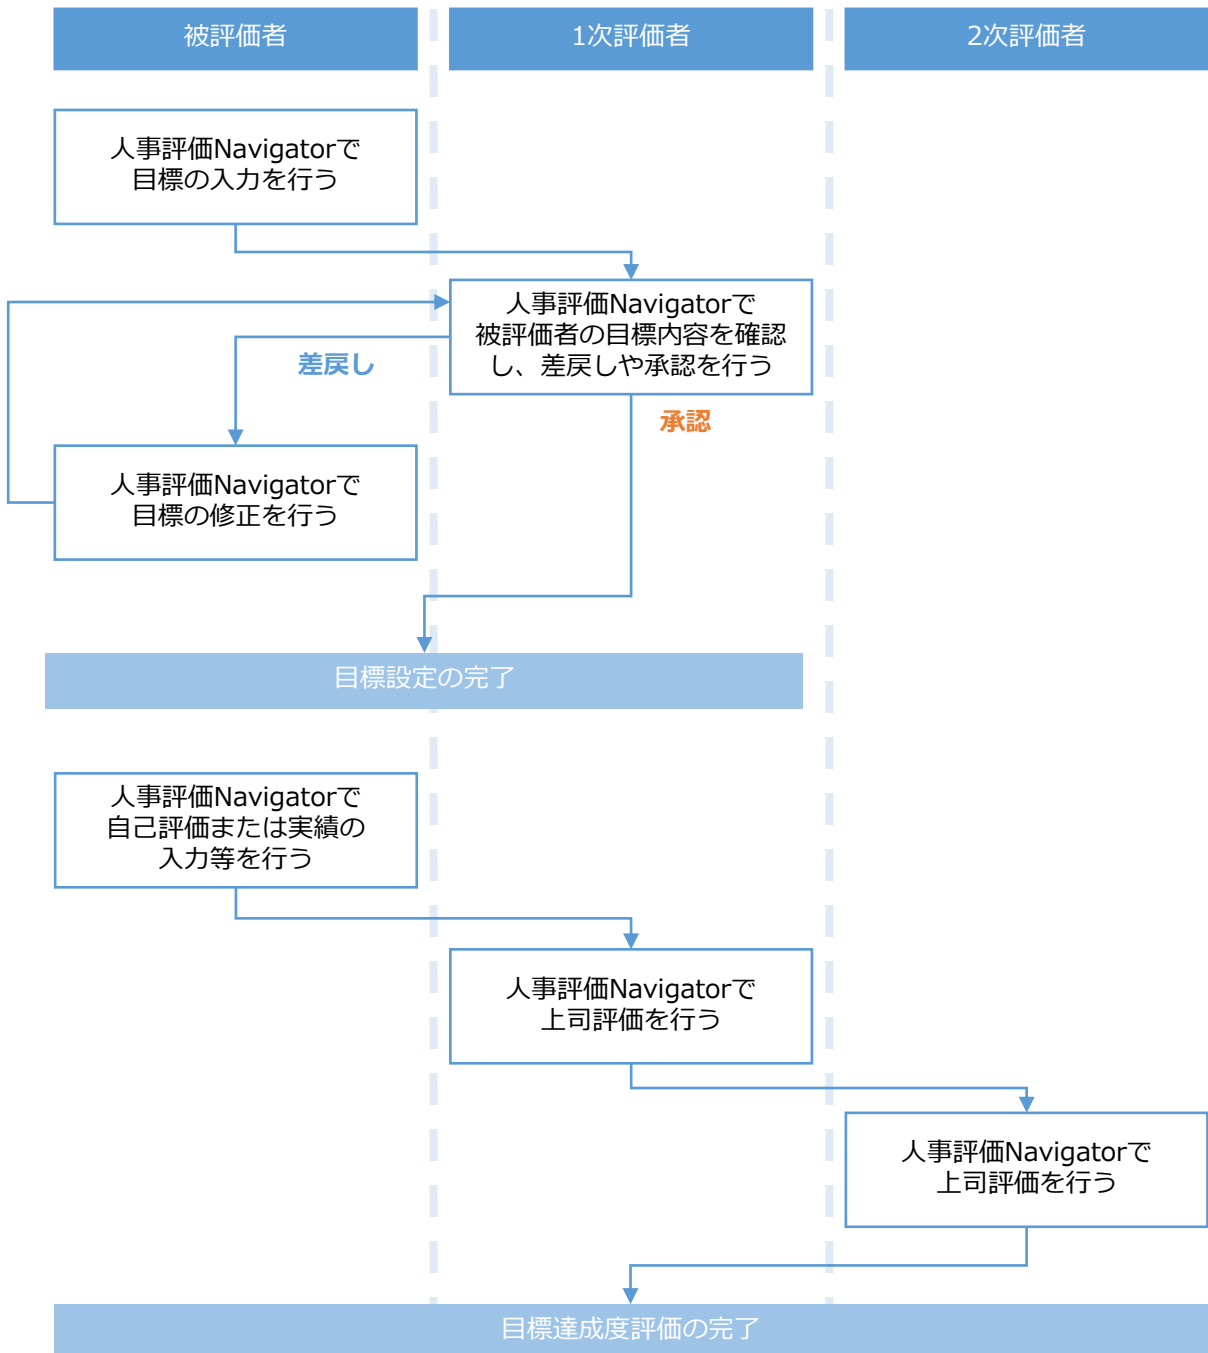 被評価者
1次評価者
2次評価者
人事評価Navigatorで
目標の入力を行う
人事評価Navigatorで
被評価者の目標内容を確認
し、差戻しや承認を行う
差戻し
承認
人事評価Navigatorで
目標の修正を行う
目標設定の完了
人事評価Navigatorで
自己評価または実績の
入力等を行う
人事評価Navigatorで
上司評価を行う
人事評価Navigatorで
上司評価を行う
目標達成度評価の完了